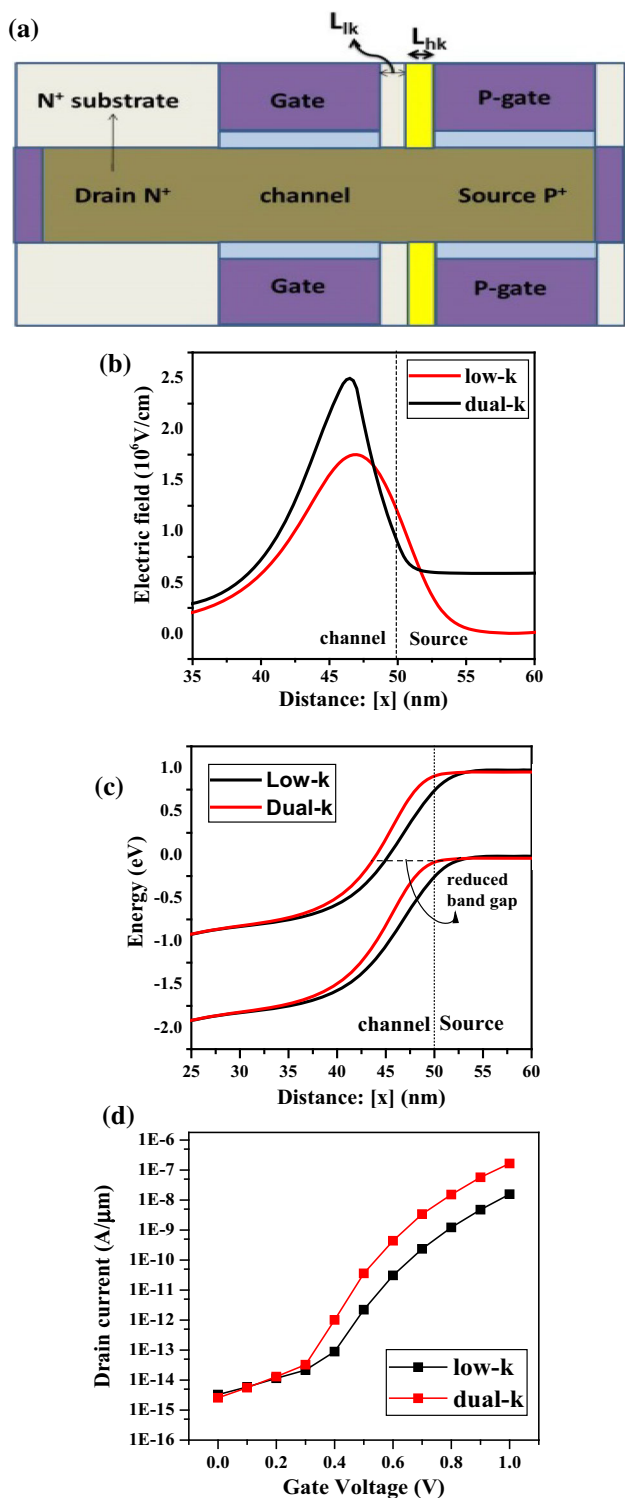 (a)
L_lk
L_hk
N⁺ substrate
Gate
P-gate
Drain N⁺
channel
Source P⁺
Gate
P-gate
(b)
low-k
dual-k
Electric field (10⁶V/cm)
2.5
2.0
1.0
1.0
0.5
0.0
channel
Source
35 40 45 50 55 60
Distance: [x] (nm)
(c)
Low-k
Dual-k
Energy (eV)
1.0
0.5
0.0
-0.5
-1.0
-1.5
-2.0
reduced
band gap
channel
Source
25 30 35 40 45 50 55 60
Distance: [x] (nm)
(d)
Drain current (A/μm)
1E-6
1E-7
1E-8
1E-9
1E-10
1E-11
1E-12
1E-13
1E-14
1E-15
1E-16
low-k
dual-k
0.0 0.2 0.4 0.6 0.8 1.0
Gate Voltage (V)